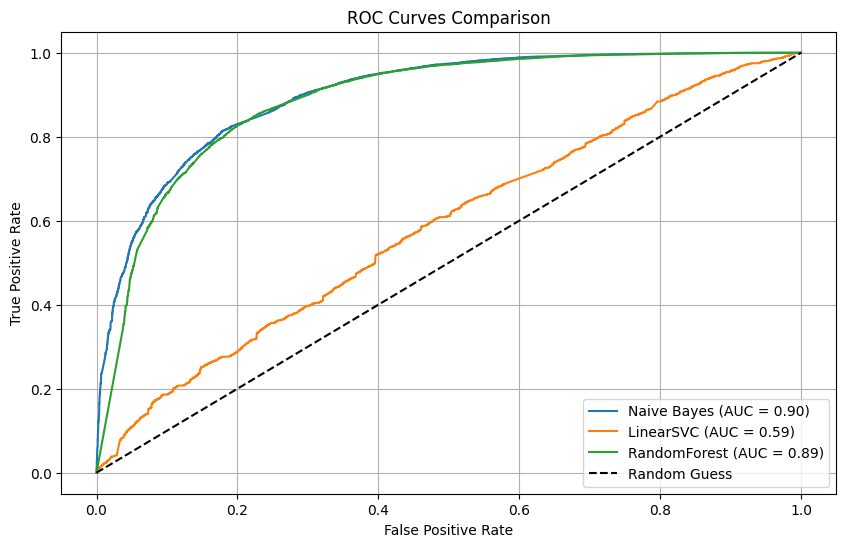 ROC Curves Comparison
True Positive Rate
1.0
0.8
0.6
0.4
0.2
0.0
Naive Bayes (AUC = 0.90)
LinearSVC (AUC = 0.59)
RandomForest (AUC = 0.89)
Random Guess
0.0 0.2 0.4 0.6 0.8 1.0
False Positive Rate